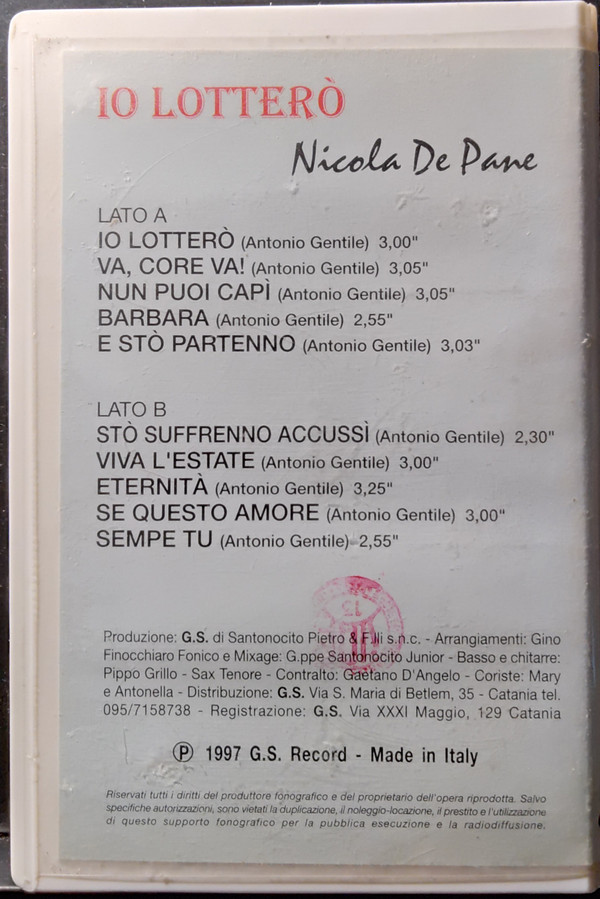 IO LOTTERÒ
Nicola De Pane
LATO A
IO LOTTERÒ (Antonio Gentile) 3,00"
VA, CORE VA! (Antonio Gentile) 3,05"
NUN PUOI CAPÌ (Antonio Gentile) 3,05"
BARBARA (Antonio Gentile) 2,55"
E STÒ PARTENNO (Antonio Gentile) 3,03"
LATO B
STÒ SUFFRENNO ACCUSSÌ (Antonio Gentile) 2,30"
VIVA L'ESTATE (Antonio Gentile) 3,00"
ETERNITÀ (Antonio Gentile) 3,25"
SE QUESTO AMORE (Antonio Gentile) 3,00"
SEMPE TU (Antonio Gentile) 2,55"
Produzione: G.S. di Santonocito Pietro & F.lli s.n.c. - Arrangiamenti: Gino
Finocchiaro Fonico e Mixage: G.ppe Santonocito Junior - Basso e chitarre:
Pippo Grillo - Sax Tenore - Contralto: Gaetano D'Angelo - Coriste: Mary
e Antonella - Distribuzione: G.S. Via S. Maria di Betlem, 35 - Catania tel.
095/7158738 - Registrazione: G.S. Via XXXI Maggio, 129 Catania
℗ 1997 G.S. Record - Made in Italy
Riservati tutti i diritti del produttore fonografico e del proprietario dell'opera riprodotta. Salvo
specifiche autorizzazioni, sono vietati la duplicazione, il noleggio-locazione, il prestito e l'utilizzazione
di questo supporto fonografico per la pubblica esecuzione e la radiodiffusione.